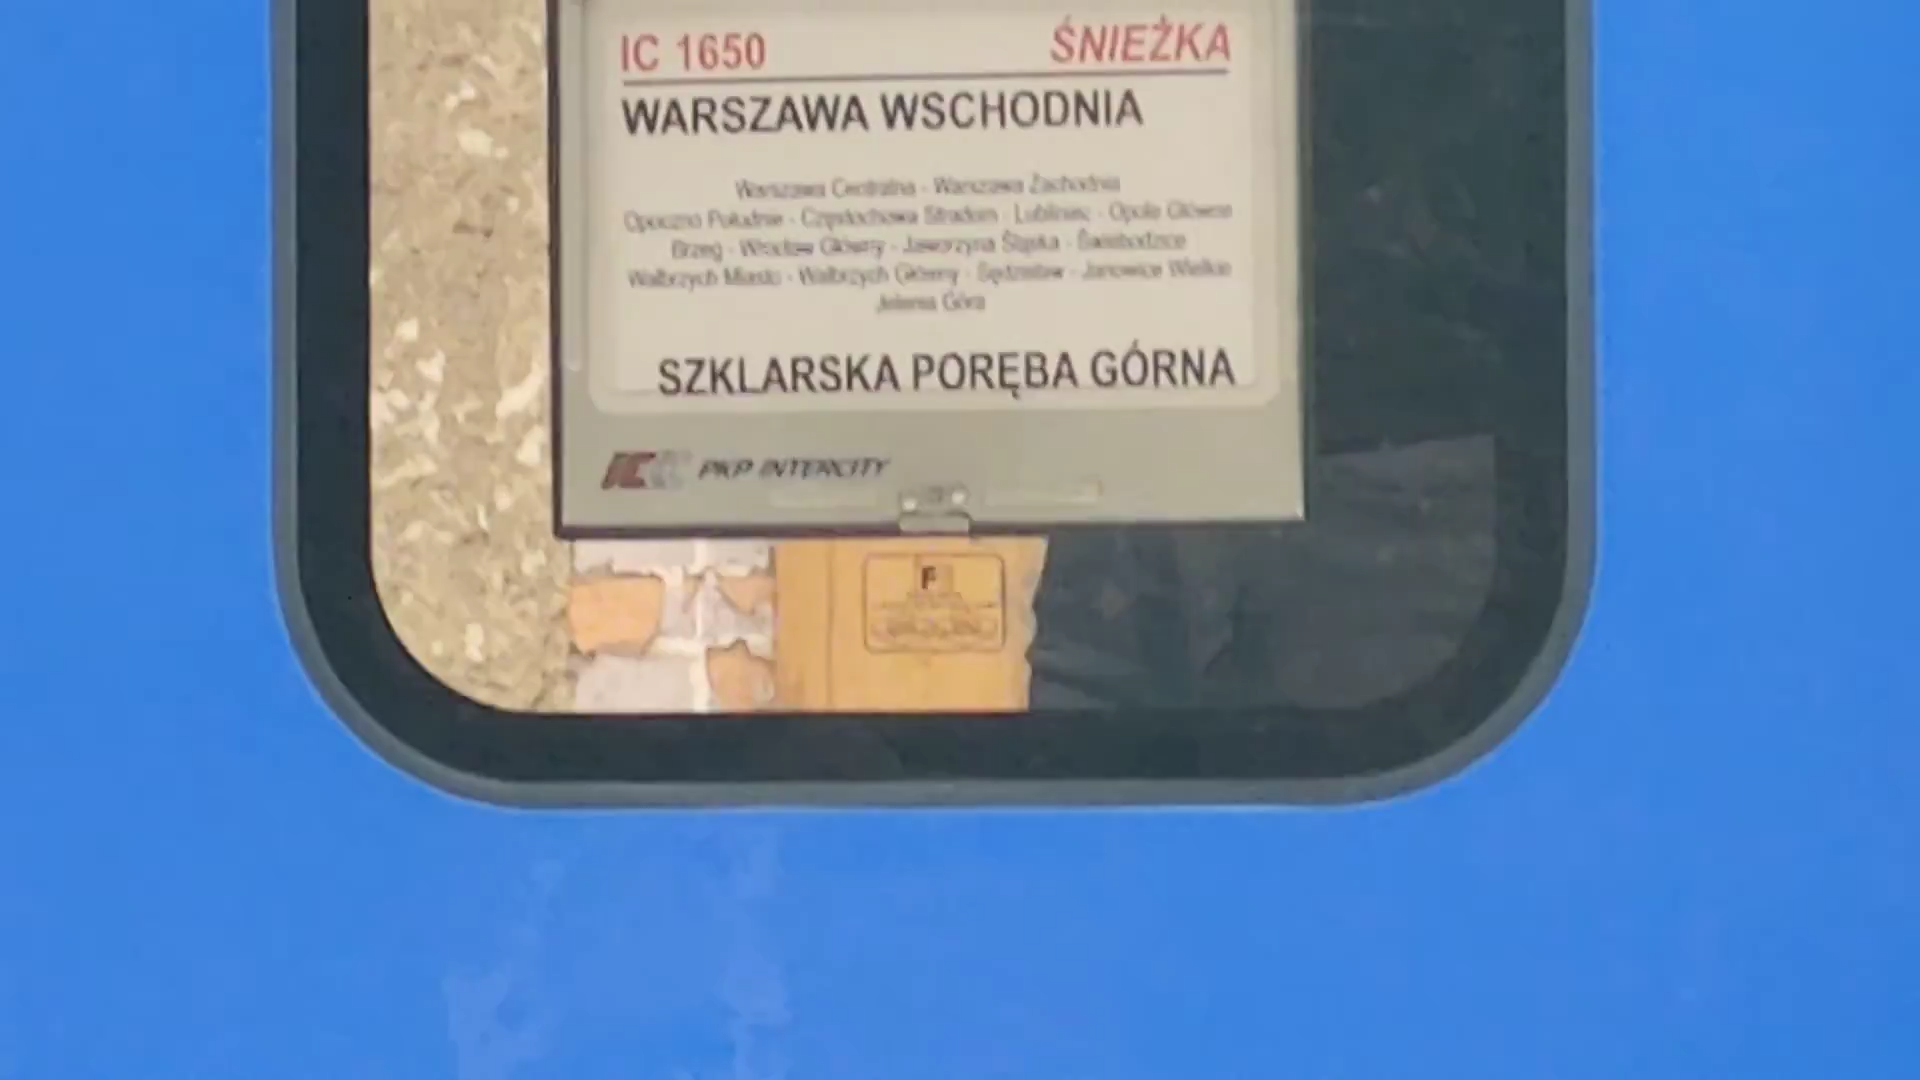 IC 1650 ŚNIEŻKA
WARSZAWA WSCHODNIA
Warszawa Centralna - Warszawa Zachodnia
Opoczno Południe - Częstochowa Stradom - Lubliniec - Opole Główne
Brzeg - Wrocław Główny - Jaworzyna Śląska - Świebodzice
Wałbrzych Miasto - Wałbrzych Główny - Sędzisław - Janowice Wielkie
Jelenia Góra
SZKLARSKA PORĘBA GÓRNA
IC PKP INTERCITY
F